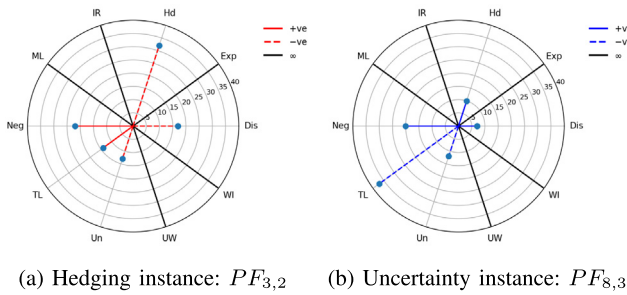 IR
Hd
ML
Exp
Neg
Dis
TL
WI
Un
UW
5
10
15
20
25
30
35
40
+ve
−ve
∞
IR
Hd
ML
Exp
Neg
Dis
TL
WI
Un
UW
5
10
15
20
25
30
35
40
+ve
−v
∞
(a) Hedging instance: PF3,2
(b) Uncertainty instance: PF8,3